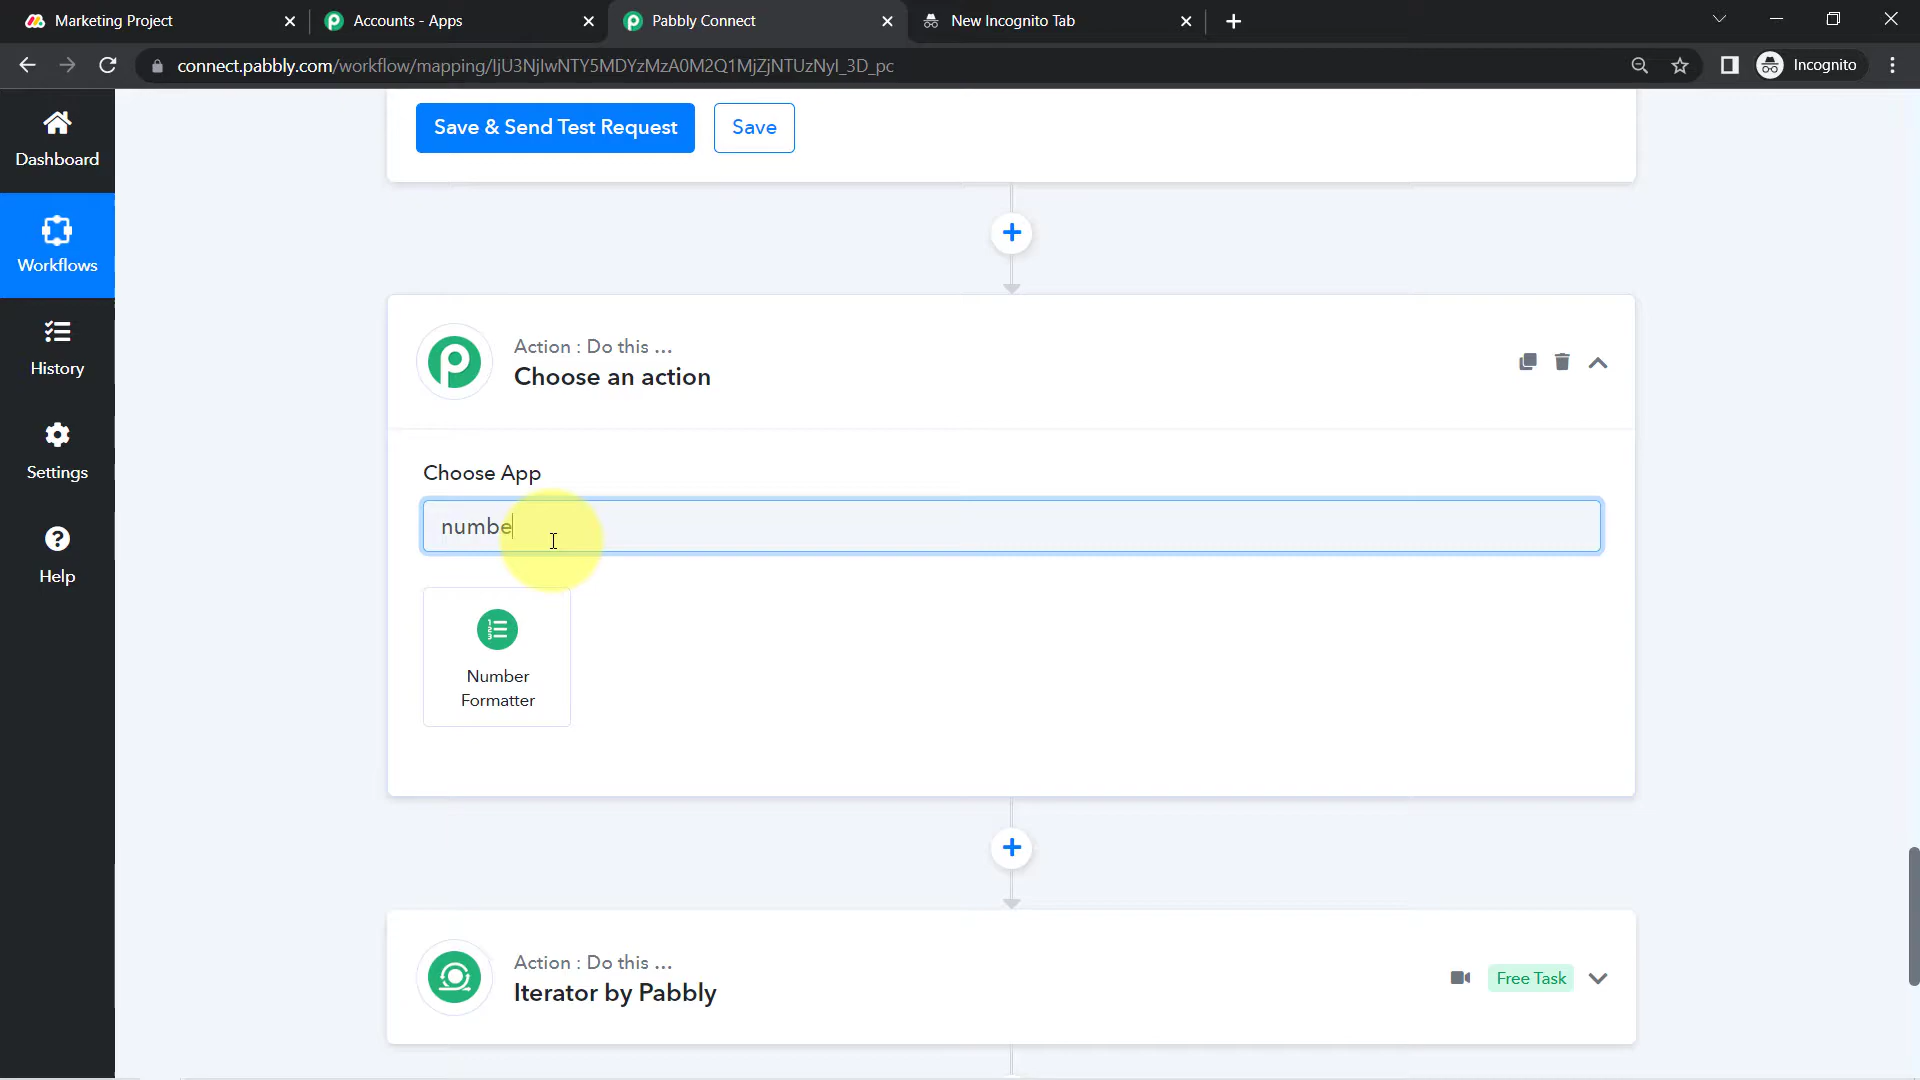 Marketing Project
Accounts - Apps
Pabbly Connect
New Incognito Tab
connect.pabbly.com/workflow/mapping/IjU3NjIwNTY5MDYzMzA0M2Q1MjZjNTUzNyI_3D_pc
Incognito
Dashboard
Workflows
History
Settings
Help
Save & Send Test Request
Save
Action : Do this ...
Choose an action
Choose App
numbe
Number
Formatter
Action : Do this ...
Iterator by Pabbly
Free Task